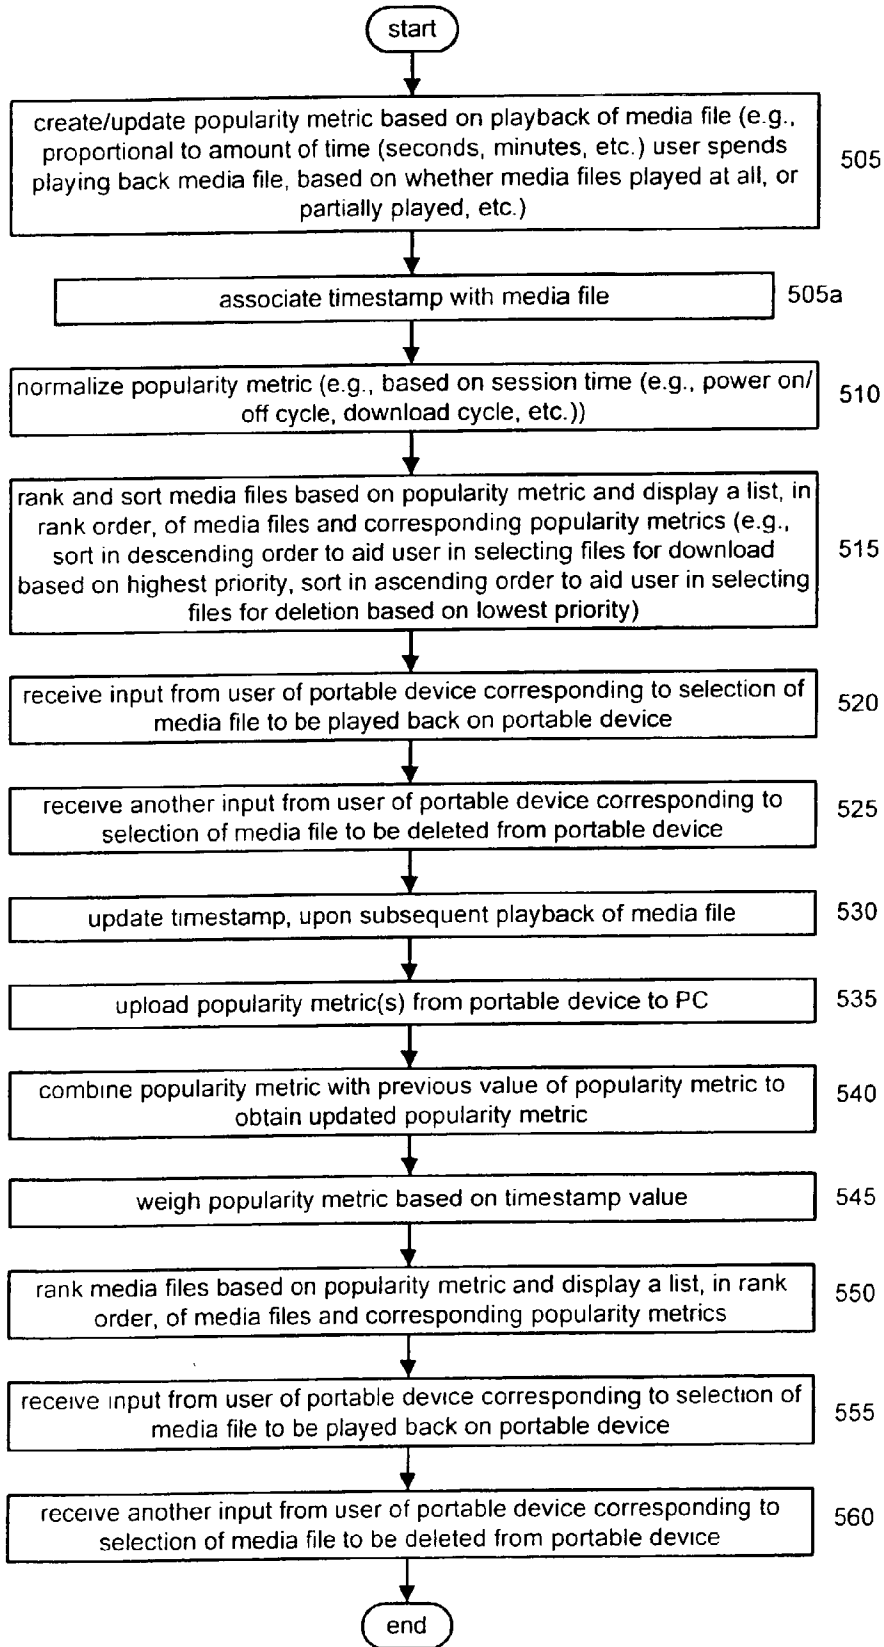 start
create/update popularity metric based on playback of media file (e.g.,
proportional to amount of time (seconds, minutes, etc.) user spends
playing back media file, based on whether media files played at all, or
partially played, etc.)
505
associate timestamp with media file
505a
normalize popularity metric (e.g., based on session time (e.g., power on/
off cycle, download cycle, etc.))
510
rank and sort media files based on popularity metric and display a list, in
rank order, of media files and corresponding popularity metrics (e.g.,
sort in descending order to aid user in selecting files for download
based on highest priority, sort in ascending order to aid user in selecting
files for deletion based on lowest priority)
515
receive input from user of portable device corresponding to selection of
media file to be played back on portable device
520
receive another input from user of portable device corresponding to
selection of media file to be deleted from portable device
525
update timestamp, upon subsequent playback of media file
530
upload popularity metric(s) from portable device to PC
535
combine popularity metric with previous value of popularity metric to
obtain updated popularity metric
540
weigh popularity metric based on timestamp value
545
rank media files based on popularity metric and display a list, in rank
order, of media files and corresponding popularity metrics
550
receive input from user of portable device corresponding to selection of
media file to be played back on portable device
555
receive another input from user of portable device corresponding to
selection of media file to be deleted from portable device
560
end